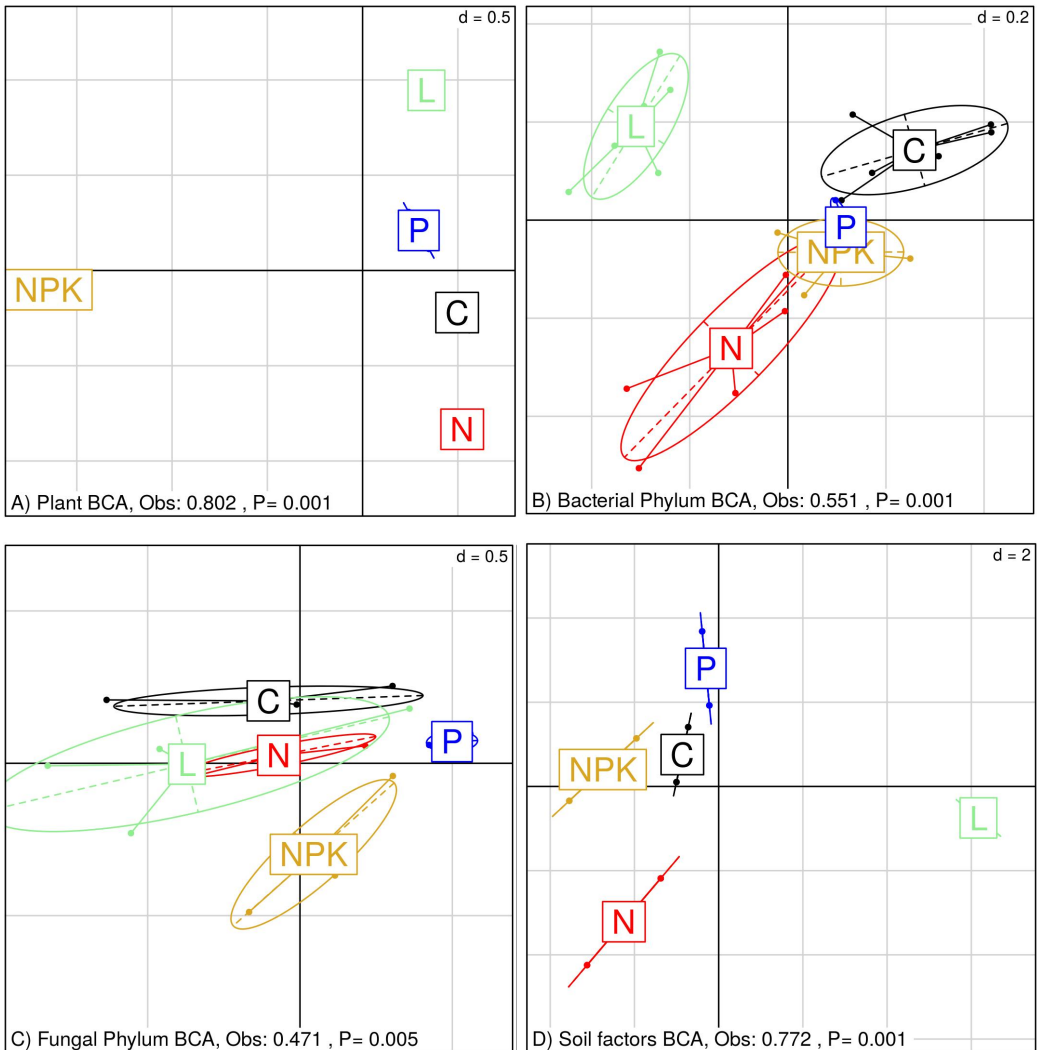 d = 0.5
L
P
NPK
C
N
A) Plant BCA, Obs: 0.802 , P= 0.001
d = 0.2
L
C
P
NPK
N
B) Bacterial Phylum BCA, Obs: 0.551 , P= 0.001
d = 0.5
C
P
N
L
NPK
C) Fungal Phylum BCA, Obs: 0.471 , P= 0.005
d = 2
P
C
NPK
L
N
D) Soil factors BCA, Obs: 0.772 , P= 0.001